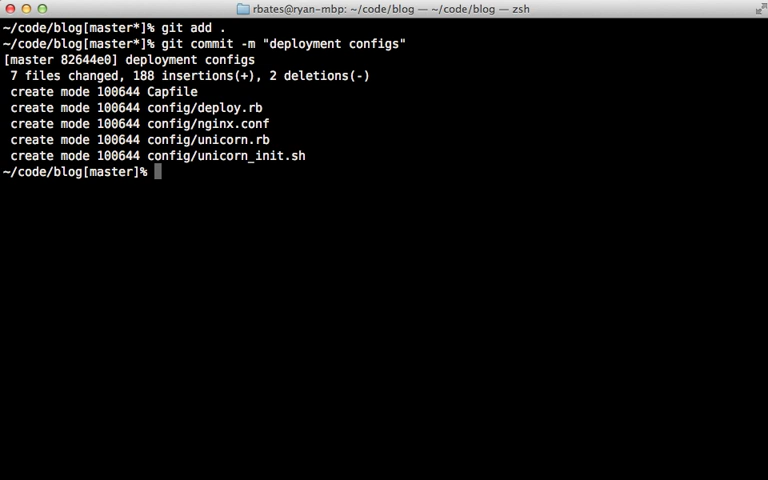 rbates@ryan-mbp: ~/code/blog — ~/code/blog — zsh
~/code/blog[master*]% git add .
~/code/blog[master*]% git commit -m "deployment configs"
[master 82644e0] deployment configs
 7 files changed, 188 insertions(+), 2 deletions(-)
 create mode 100644 Capfile
 create mode 100644 config/deploy.rb
 create mode 100644 config/nginx.conf
 create mode 100644 config/unicorn.rb
 create mode 100644 config/unicorn_init.sh
~/code/blog[master]%